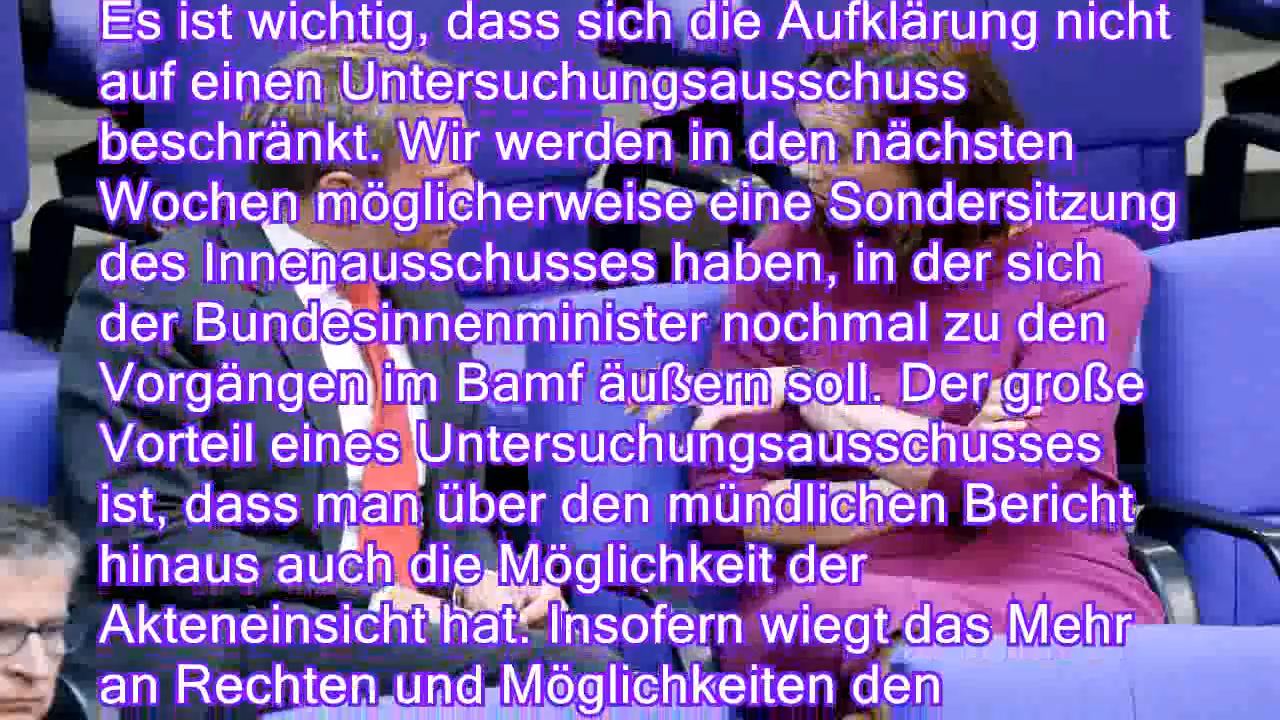 Es ist wichtig, dass sich die Aufklärung nicht
auf einen Untersuchungsausschuss
beschränkt. Wir werden in den nächsten
Wochen möglicherweise eine Sondersitzung
des Innenausschusses haben, in der sich
der Bundesinnenminister nochmal zu den
Vorgängen im Bamf äußern soll. Der große
Vorteil eines Untersuchungsausschusses
ist, dass man über den mündlichen Bericht
hinaus auch die Möglichkeit der
Akteneinsicht hat. Insofern wiegt das Mehr
an Rechten und Möglichkeiten den